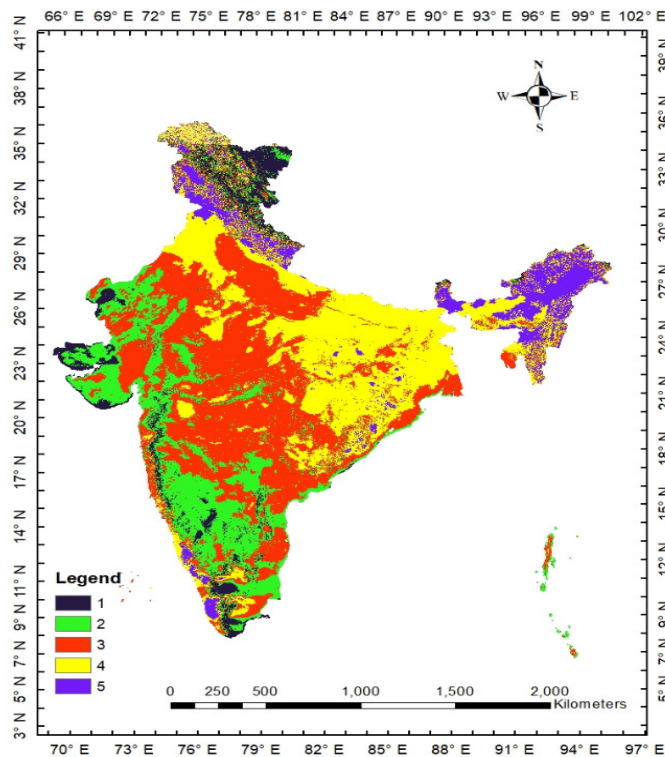 66° E 69° E 72° E 75° E 78° E 81° E 84° E 87° E 90° E 93° E 96° E 99° E 102° E
41° N
38° N
35° N
32° N
29° N
26° N
23° N
20° N
17° N
14° N
11° N
9° N
7° N
3° N
N
W E
S
39° N
36° N
33° N
30° N
27° N
24° N
21° N
18° N
15° N
12° N
9° N
8° N
7° N
3° N
Legend
1
2
3
4
5
0 250 500 1,000 1,500 2,000
Kilometers
70° E 73° E 76° E 79° E 82° E 85° E 88° E 91° E 94° E 97° E